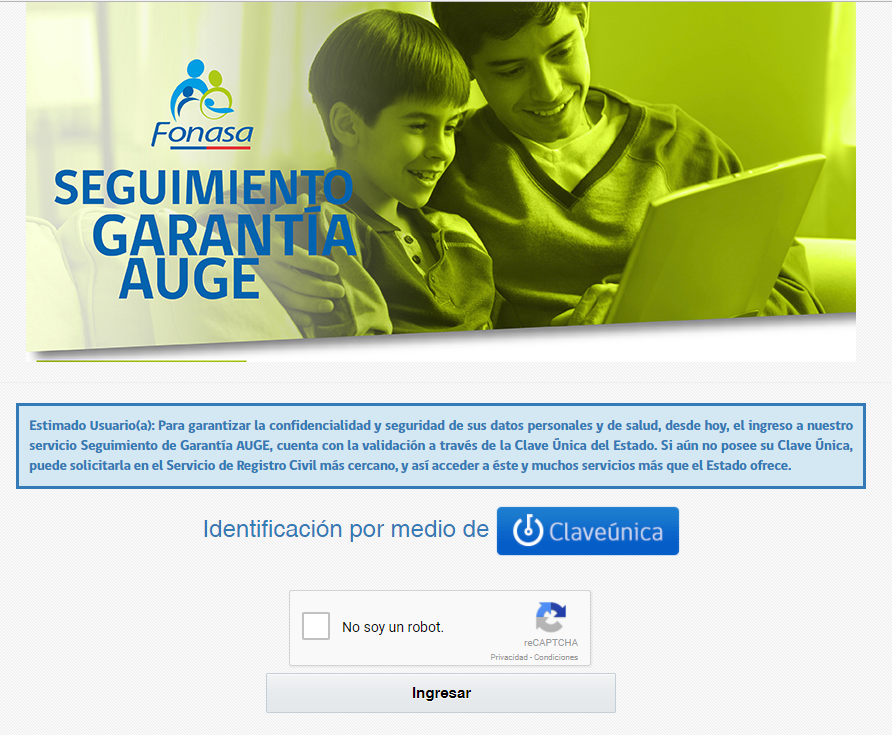 Fonasa
SEGUIMIENTO
GARANTÍA
AUGE
Estimado Usuario(a): Para garantizar la confidencialidad y seguridad de sus datos personales y de salud, desde hoy, el ingreso a nuestro
servicio Seguimiento de Garantía AUGE, cuenta con la validación a través de la Clave Única del Estado. Si aún no posee su Clave Única,
puede solicitarla en el Servicio de Registro Civil más cercano, y así acceder a éste y muchos servicios más que el Estado ofrece.
Identificación por medio de Claveúnica
No soy un robot.
reCAPTCHA
Privacidad - Condiciones
Ingresar